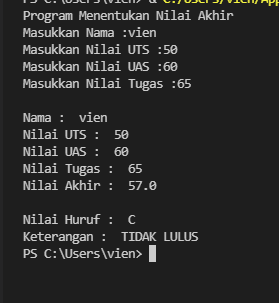 PS C:\Users\vien> & C:/Users/vien/App
Program Menentukan Nilai Akhir
Masukkan Nama :vien
Masukkan Nilai UTS :50
Masukkan Nilai UAS :60
Masukkan Nilai Tugas :65
Nama :  vien
Nilai UTS :  50
Nilai UAS :  60
Nilai Tugas :  65
Nilai Akhir :  57.0
Nilai Huruf :  C
Keterangan :  TIDAK LULUS
PS C:\Users\vien>